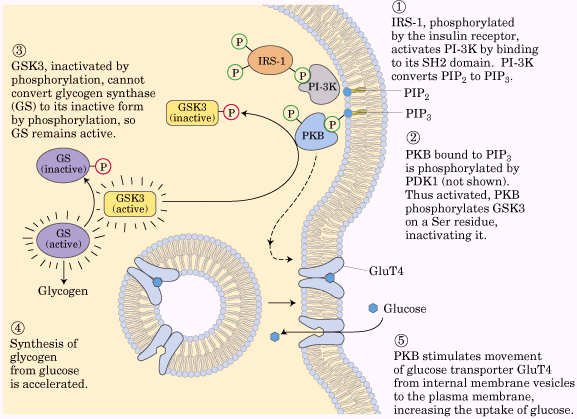 ①
IRS-1, phosphorylated
by the insulin receptor,
activates PI-3K by binding
to its SH2 domain. PI-3K
converts PIP₂ to PIP₃.
③
GSK3, inactivated by
phosphorylation, cannot
convert glycogen synthase
(GS) to its inactive form
by phosphorylation, so
GS remains active.
P
IRS-1
P
P
PI-3K
PIP₂
GSK3
(inactive)
P
P
P
PIP₃
PKB
②
PKB bound to PIP₃
is phosphorylated by
PDK1 (not shown).
Thus activated, PKB
phosphorylates GSK3
on a Ser residue,
inactivating it.
GS
(inactive)
P
GSK3
(active)
GS
(active)
Glycogen
GluT4
Glucose
④
Synthesis of
glycogen
from glucose
is accelerated.
⑤
PKB stimulates movement
of glucose transporter GluT4
from internal membrane vesicles
to the plasma membrane,
increasing the uptake of glucose.